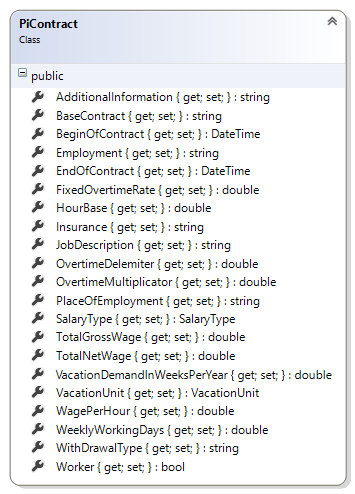 PiContract
Class
public
AdditionalInformation { get; set; } : string
BaseContract { get; set; } : string
BeginOfContract { get; set; } : DateTime
Employment { get; set; } : string
EndOfContract { get; set; } : DateTime
FixedOvertimeRate { get; set; } : double
HourBase { get; set; } : double
Insurance { get; set; } : string
JobDescription { get; set; } : string
OvertimeDelemiter { get; set; } : double
OvertimeMultiplicator { get; set; } : double
PlaceOfEmployment { get; set; } : string
SalaryType { get; set; } : SalaryType
TotalGrossWage { get; set; } : double
TotalNetWage { get; set; } : double
VacationDemandInWeeksPerYear { get; set; } : double
VacationUnit { get; set; } : VacationUnit
WagePerHour { get; set; } : double
WeeklyWorkingDays { get; set; } : double
WithDrawalType { get; set; } : string
Worker { get; set; } : bool